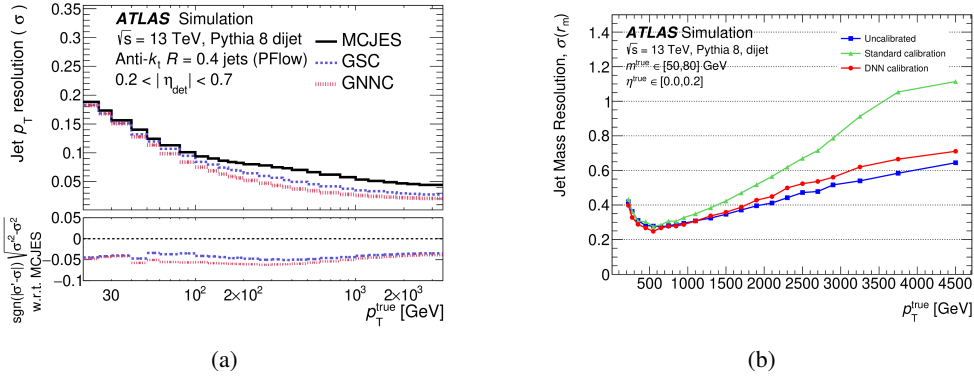 ATLAS Simulation
√s = 13 TeV, Pythia 8 dijet
Anti-kt R = 0.4 jets (PFlow)
0.2 < | ηdet | < 0.7
MCJES
GSC
GNNC
Jet pT resolution ( σ )
0.35
0.3
0.25
0.2
0.15
0.1
0.05
0.05
0
−0.05
−0.1
sgn(σ'-σ)|√σ'²-σ²
w.r.t. MCJES
30 10² 2×10² 10³ 2×10³
pTtrue [GeV]
(a)
ATLAS Simulation
√s = 13 TeV, Pythia 8 dijet
mtrue ∈ [50,80] GeV
ηtrue ∈ [0.0,0.2]
Uncalibrated
Standard calibration
DNN calibration
Jet Mass Resolution, σ(rm)
1.4
1.2
1
0.8
0.6
0.4
0.2
0
500 1000 1500 2000 2500 3000 3500 4000 4500
pTtrue [GeV]
(b)